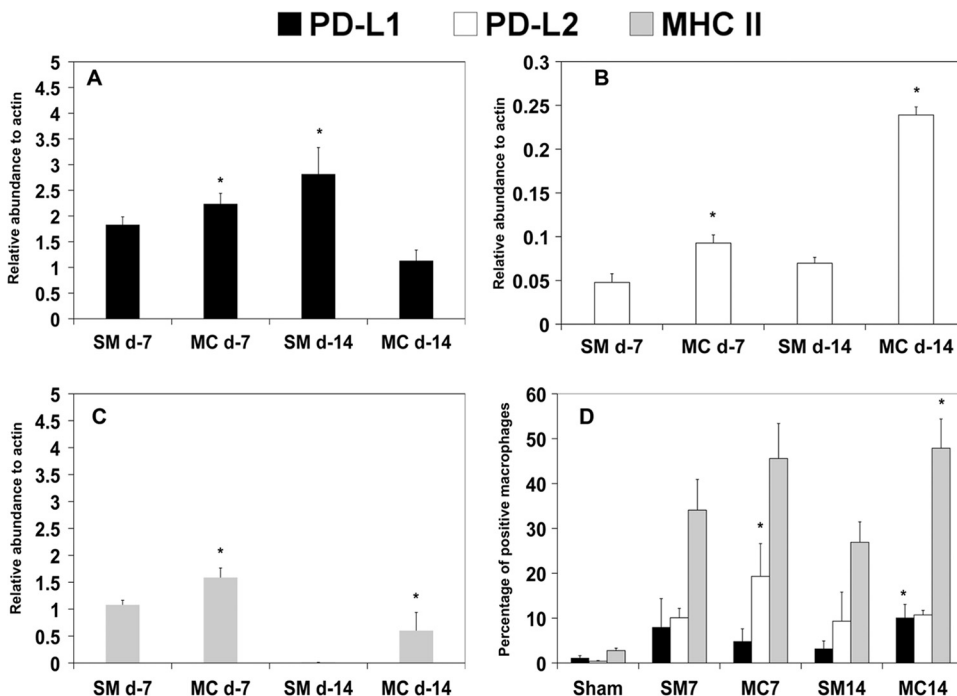 PD-L1 PD-L2 MHC II
A
Relative abundance to actin
5
4.5
4
3.5
3
2.5
2
1.5
1
0.5
0
* *
SM d-7 MC d-7 SM d-14 MC d-14
B
Relative abundance to actin
0.3
0.25
0.2
0.15
0.1
0.05
0
* *
SM d-7 MC d-7 SM d-14 MC d-14
C
Relative abundance to actin
5
4.5
4
3.5
3
2.5
2
1.5
1
0.5
0
* *
SM d-7 MC d-7 SM d-14 MC d-14
D
Percentage of positive macrophages
60
50
40
30
20
10
0
* * *
Sham SM7 MC7 SM14 MC14